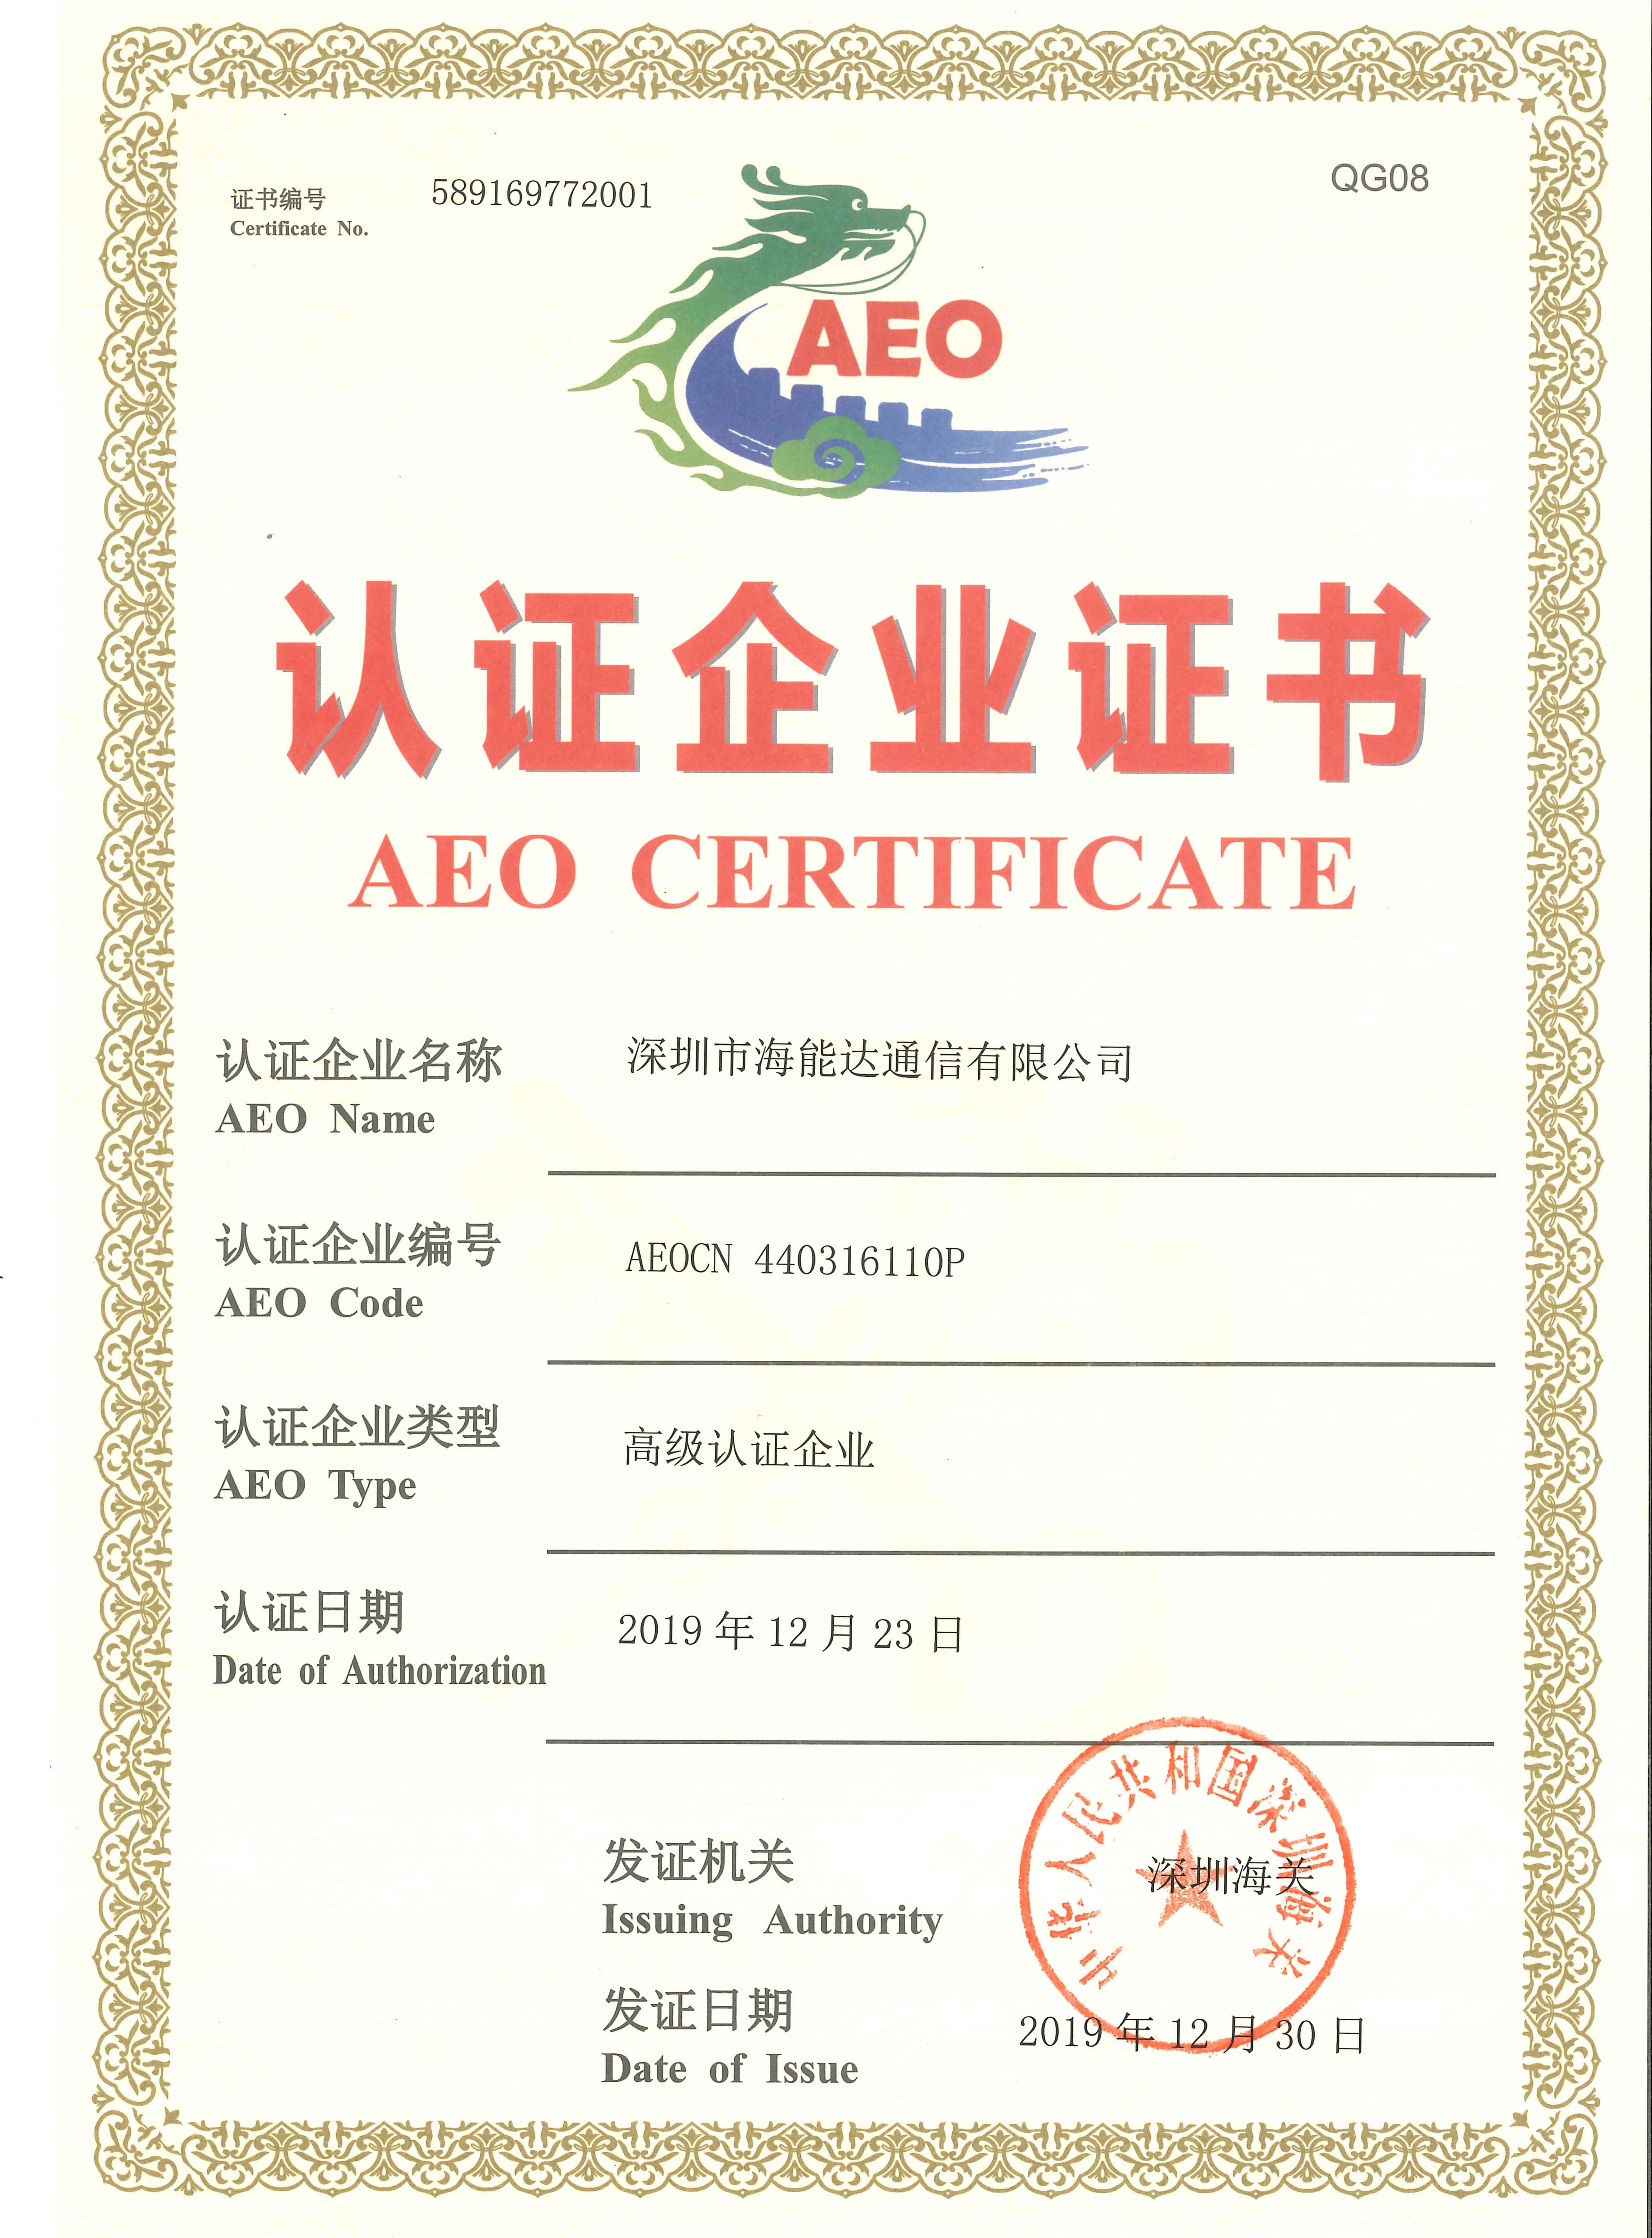 证书编号
Certificate No.
589169772001
QG08
AEO
认证企业证书
AEO CERTIFICATE
认证企业名称
AEO Name
深圳市海能达通信有限公司
认证企业编号
AEO Code
AEOCN 440316110P
认证企业类型
AEO Type
高级认证企业
认证日期
Date of Authorization
2019 年 12 月 23 日
发证机关
Issuing Authority
深圳海关
中华人民共和国深圳海关
发证日期
Date of Issue
2019 年 12 月 30 日